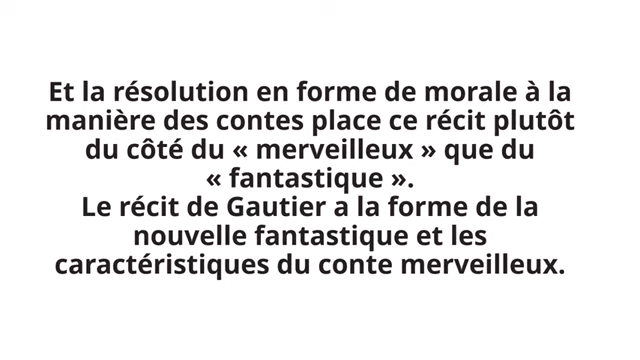 Et la résolution en forme de morale à la
manière des contes place ce récit plutôt
du côté du « merveilleux » que du
« fantastique ».
Le récit de Gautier a la forme de la
nouvelle fantastique et les
caractéristiques du conte merveilleux.